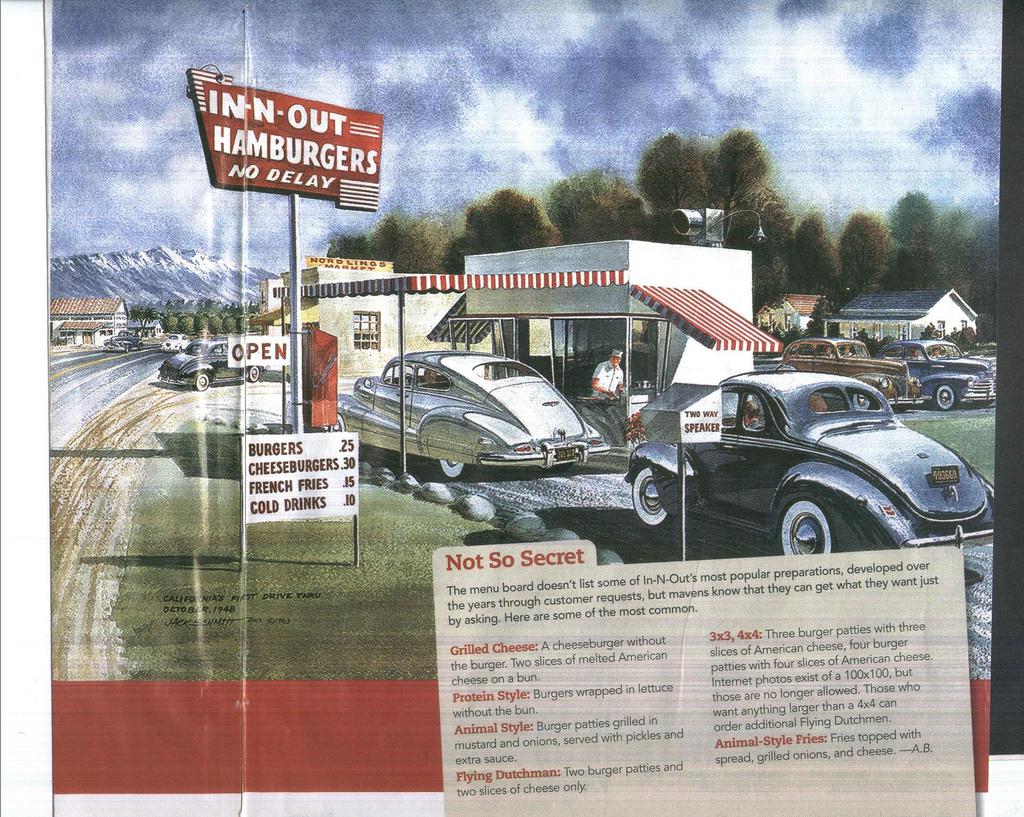 IN-N-OUT
HAMBURGERS
NO DELAY
NORDLINGS
MARKET
OPEN
BURGERS .25
CHEESEBURGERS .30
FRENCH FRIES .15
COLD DRINKS .10
TWO WAY
SPEAKER
CALIFORNIA'S FIRST DRIVE THRU
OCTOBER, 1948
Not So Secret
The menu board doesn't list some of In-N-Out's most popular preparations, developed over
the years through customer requests, but mavens know that they can get what they want just
by asking. Here are some of the most common.
Grilled Cheese: A cheeseburger without
the burger. Two slices of melted American
cheese on a bun.
Protein Style: Burgers wrapped in lettuce
without the bun.
Animal Style: Burger patties grilled in
mustard and onions, served with pickles and
extra sauce.
Flying Dutchman: Two burger patties and
two slices of cheese only.
3x3, 4x4: Three burger patties with three
slices of American cheese, four burger
patties with four slices of American cheese.
Internet photos exist of a 100x100, but
those are no longer allowed. Those who
want anything larger than a 4x4 can
order additional Flying Dutchmen.
Animal-Style Fries: Fries topped with
spread, grilled onions, and cheese. —A.B.